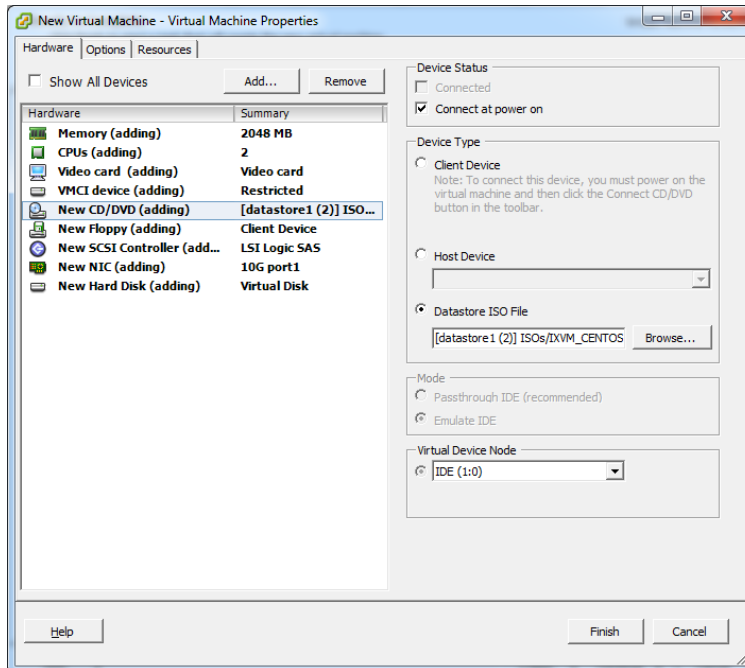 New Virtual Machine - Virtual Machine Properties
Hardware Options Resources
Show All Devices
Add...
Remove
Hardware Summary
Memory (adding) 2048 MB
CPUs (adding) 2
Video card (adding) Video card
VMCI device (adding) Restricted
New CD/DVD (adding) [datastore1 (2)] ISO...
New Floppy (adding) Client Device
New SCSI Controller (add... LSI Logic SAS
New NIC (adding) 10G port1
New Hard Disk (adding) Virtual Disk
Device Status
Connected
Connect at power on
Device Type
Client Device
Note: To connect this device, you must power on the
virtual machine and then click the Connect CD/DVD
button in the toolbar.
Host Device
Datastore ISO File
[datastore1 (2)] ISOs/IXVM_CENTOS
Browse...
Mode
Passthrough IDE (recommended)
Emulate IDE
Virtual Device Node
IDE (1:0)
Help
Finish
Cancel